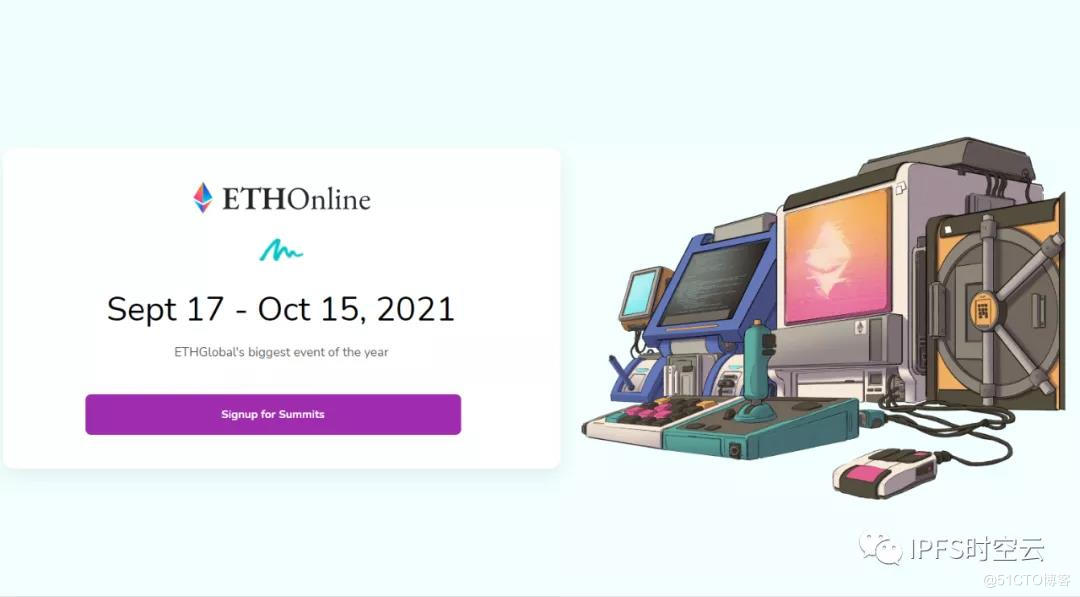 ETHOnline
Sept 17 - Oct 15, 2021
ETHGlobal's biggest event of the year
Signup for Summits
IPFS时空云
@51CTO博客